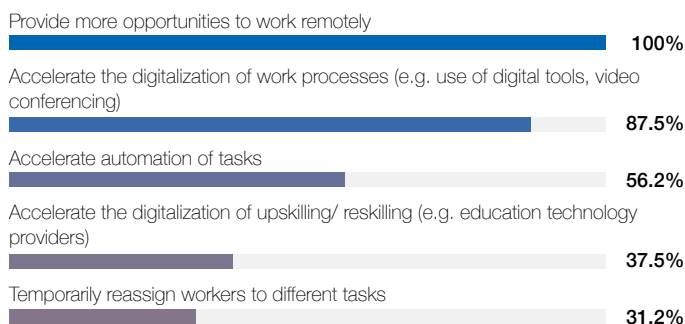 Provide more opportunities to work remotely
100%
Accelerate the digitalization of work processes (e.g. use of digital tools, video
conferencing)
87.5%
Accelerate automation of tasks
56.2%
Accelerate the digitalization of upskilling/ reskilling (e.g. education technology
providers)
37.5%
Temporarily reassign workers to different tasks
31.2%